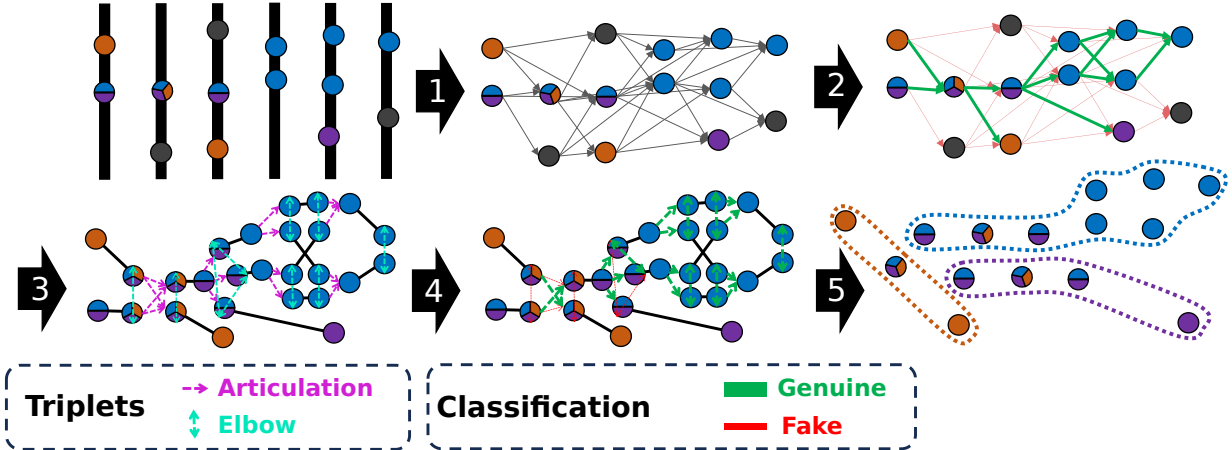 1
2
3
4
5
Triplets
Articulation
Elbow
Classification
Genuine
Fake